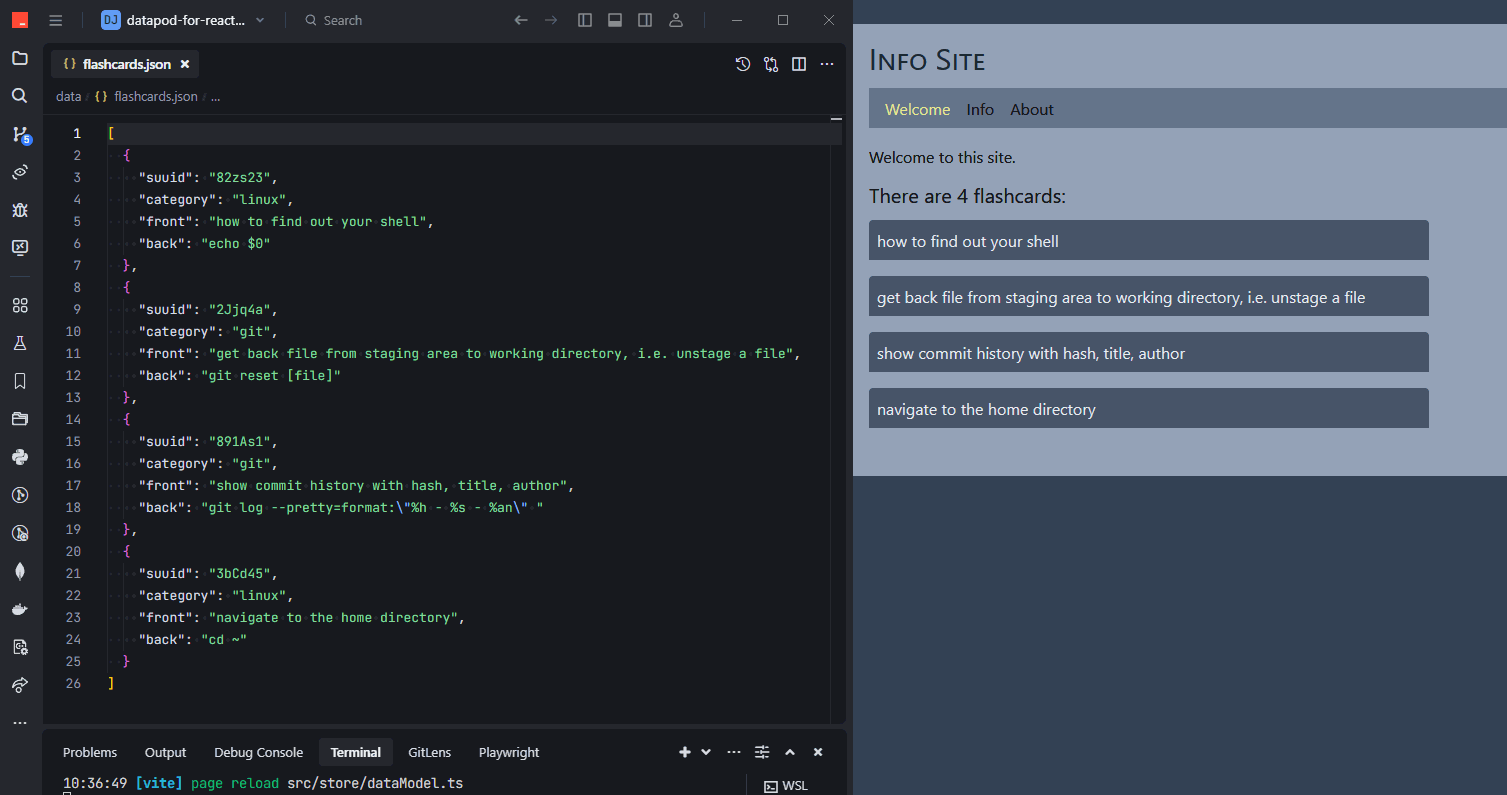 DJ datapod-for-react... Search
{} flashcards.json
data / {} flashcards.json / ...
1 [
2 {
3 "suuid": "82zs23",
4 "category": "linux",
5 "front": "how to find out your shell",
6 "back": "echo $0"
7 },
8 {
9 "suuid": "2Jjq4a",
10 "category": "git",
11 "front": "get back file from staging area to working directory, i.e. unstage a file",
12 "back": "git reset [file]"
13 },
14 {
15 "suuid": "891As1",
16 "category": "git",
17 "front": "show commit history with hash, title, author",
18 "back": "git log --pretty=format:\"%h - %s - %an\" "
19 },
20 {
21 "suuid": "3bCd45",
22 "category": "linux",
23 "front": "navigate to the home directory",
24 "back": "cd ~"
25 }
26 ]
5
Problems Output Debug Console Terminal GitLens Playwright
10:36:49 [vite] page reload src/store/dataModel.ts
WSL
Info Site
Welcome Info About
Welcome to this site.
There are 4 flashcards:
how to find out your shell
get back file from staging area to working directory, i.e. unstage a file
show commit history with hash, title, author
navigate to the home directory